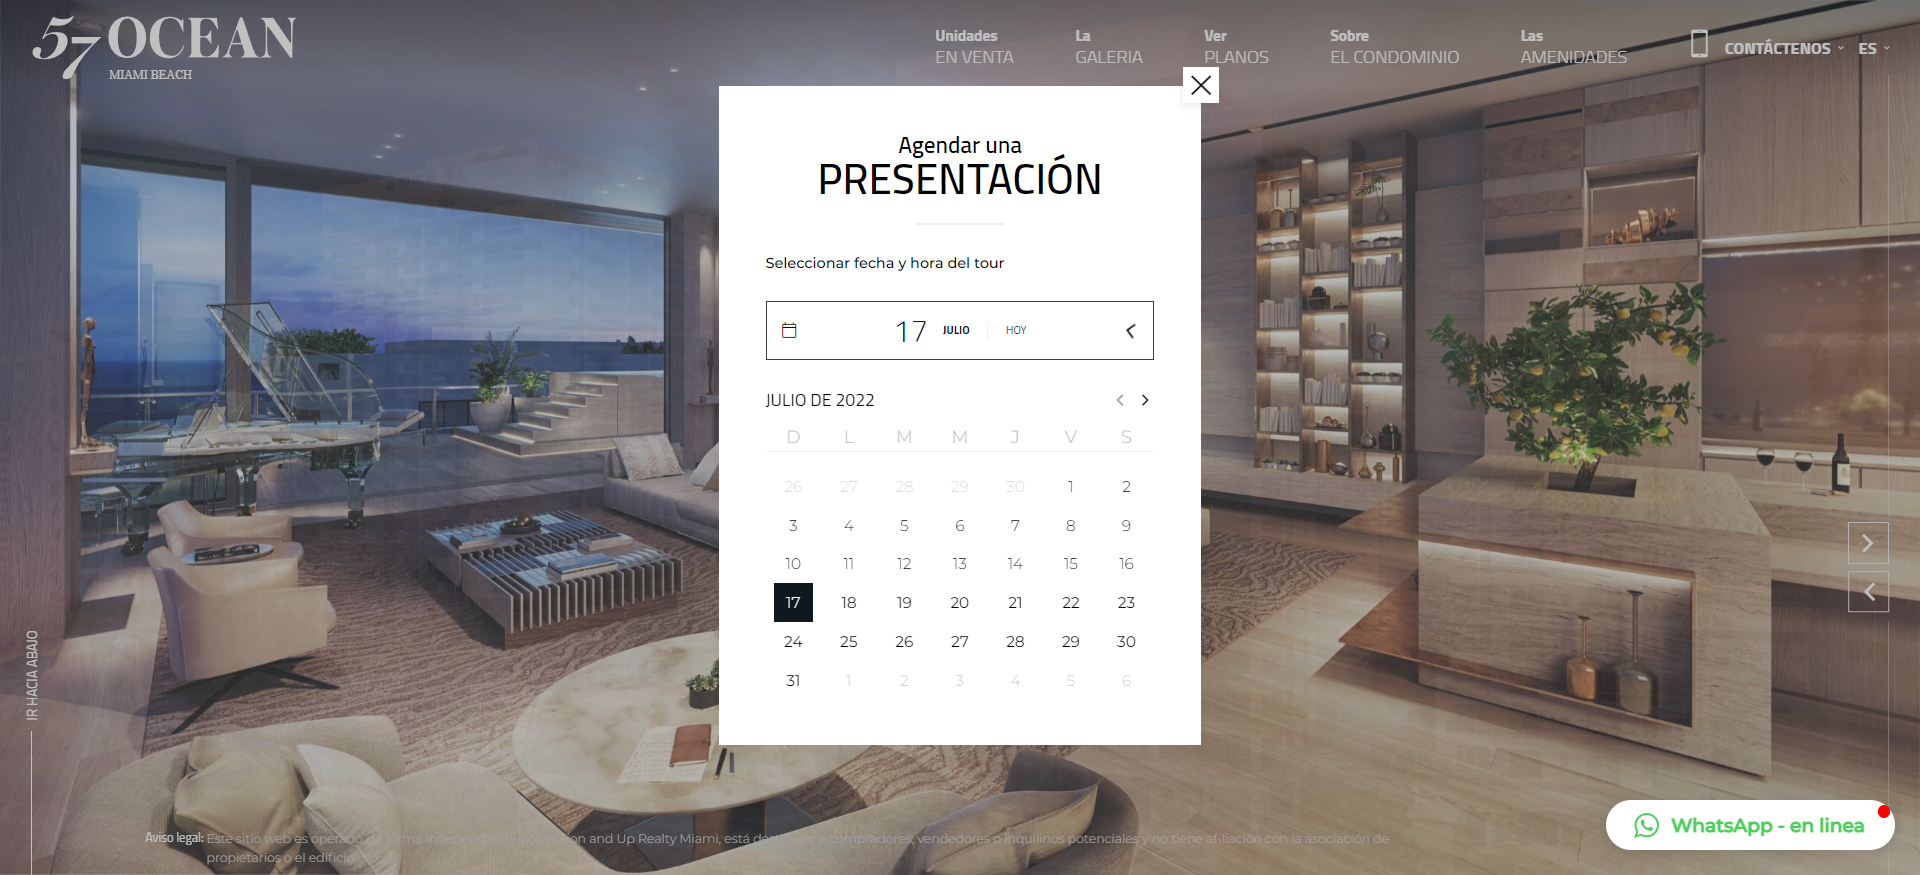 57 OCEAN
MIAMI BEACH
Unidades
EN VENTA
La
GALERIA
Ver
PLANOS
Sobre
EL CONDOMINIO
Las
AMENIDADES
CONTÁCTENOS
ES
Agendar una
PRESENTACIÓN
Seleccionar fecha y hora del tour
17 JULIO HOY
JULIO DE 2022
D L M M J V S
26 27 28 29 30 1 2
3 4 5 6 7 8 9
10 11 12 13 14 15 16
17 18 19 20 21 22 23
24 25 26 27 28 29 30
31 1 2 3 4 5 6
IR HACIA ABAJO
Aviso legal: Este sitio web es operado de forma and Up Realty Miami, está a compradores, vendedores o inquilinos potenciales y no tiene afiliación con la asociación de
propietarios o el edificio
WhatsApp - en linea